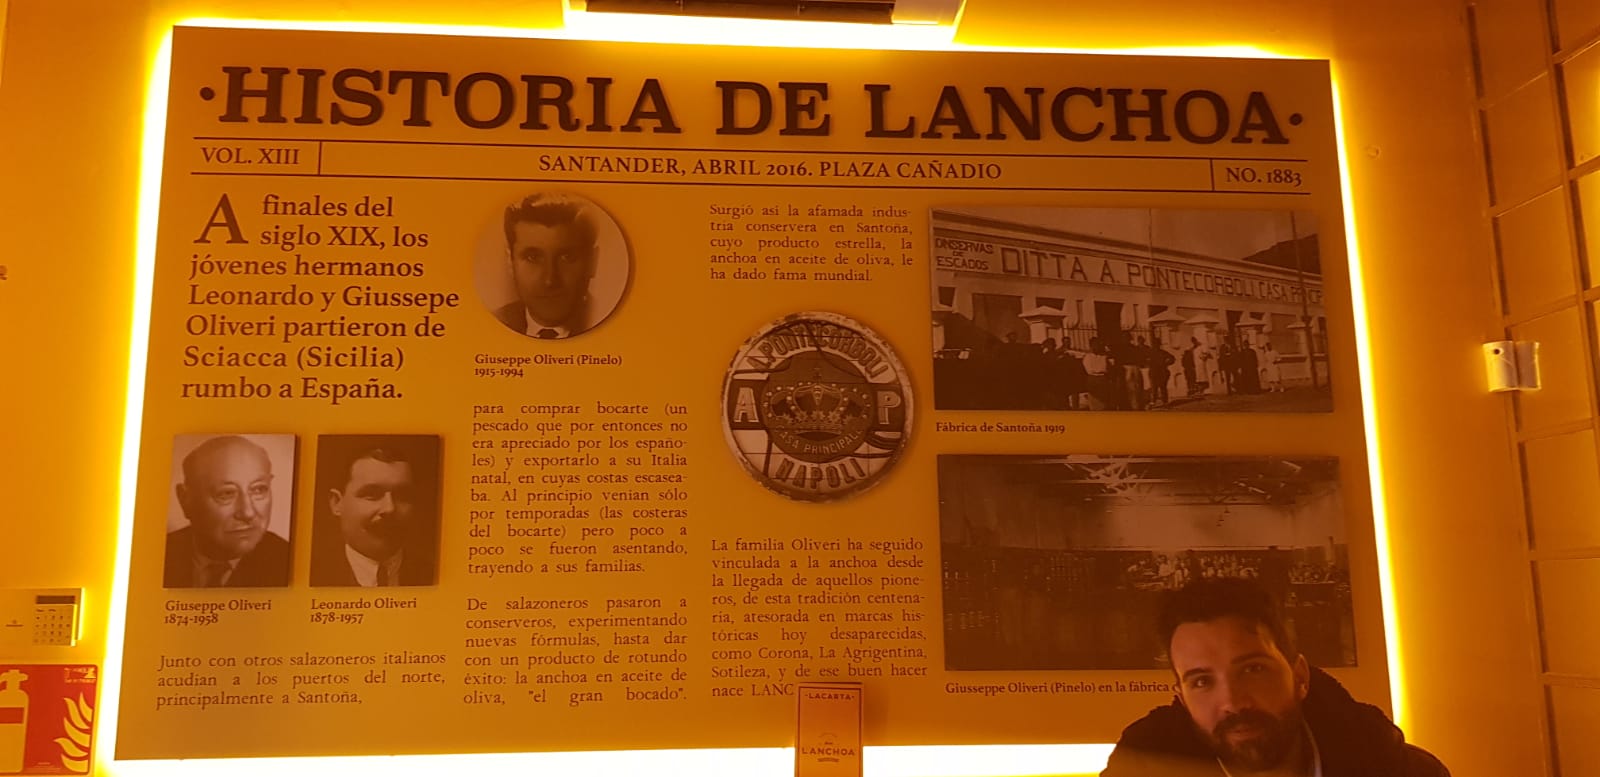 ·HISTORIA DE LANCHOA·
VOL. XIII
SANTANDER, ABRIL 2016. PLAZA CAÑADIO
NO. 1883
A finales del
siglo XIX, los
jóvenes hermanos
Leonardo y Giussepe
Oliveri partieron de
Sciacca (Sicilia)
rumbo a España.
Giuseppe Oliveri
1874-1958
Leonardo Oliveri
1878-1957
Junto con otros salazoneros italianos
acudian a los puertos del norte,
principalmente a Santoña,
Giuseppe Oliveri (Pinelo)
1915-1994
para comprar bocarte (un
pescado que por entonces no
era apreciado por los españo-
les) y exportarlo a su Italia
natal, en cuyas costas escasea-
ba. Al principio venian sólo
por temporadas (las costeras
del bocarte) pero poco a
poco se fueron asentando,
trayendo a sus familias.
De salazoneros pasaron a
conserveros, experimentando
nuevas fórmulas, hasta dar
con un producto de rotundo
éxito: la anchoa en aceite de
oliva, "el gran bocado".
Surgió asi la afamada indus-
tria conservera en Santoña,
cuyo producto estrella, la
anchoa en aceite de oliva, le
ha dado fama mundial.
A. PONTECORBOLI
A P
CASA PRINCIPAL
NAPOLI
La familia Oliveri ha seguido
vinculada a la anchoa desde
la llegada de aquellos pione-
ros, de esta tradición centena-
ria, atesorada en marcas his-
tóricas hoy desaparecidas,
como Corona, La Agrigentina,
Sotileza, y de ese buen hacer
nace LANC
ONSERVAS
DE
ESCADOS
DITTA A. PONTECORBOLI CASA PRINCIP
Fábrica de Santoña 1919
Giusseppe Oliveri (Pinelo) en la fábrica
·LACARTA·
LANCHOA